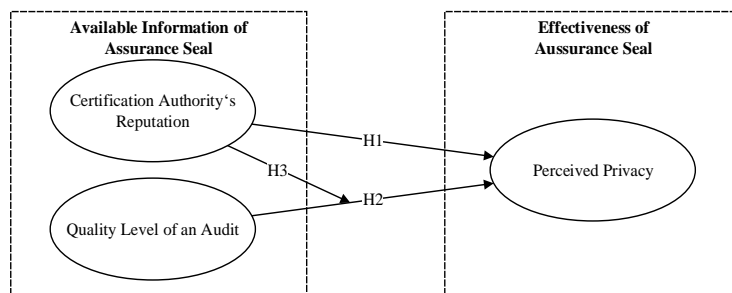 Available Information of
Assurance Seal
Effectiveness of
Aussurance Seal
Certification Authority‘s
Reputation
H1
Perceived Privacy
H3
H2
Quality Level of an Audit